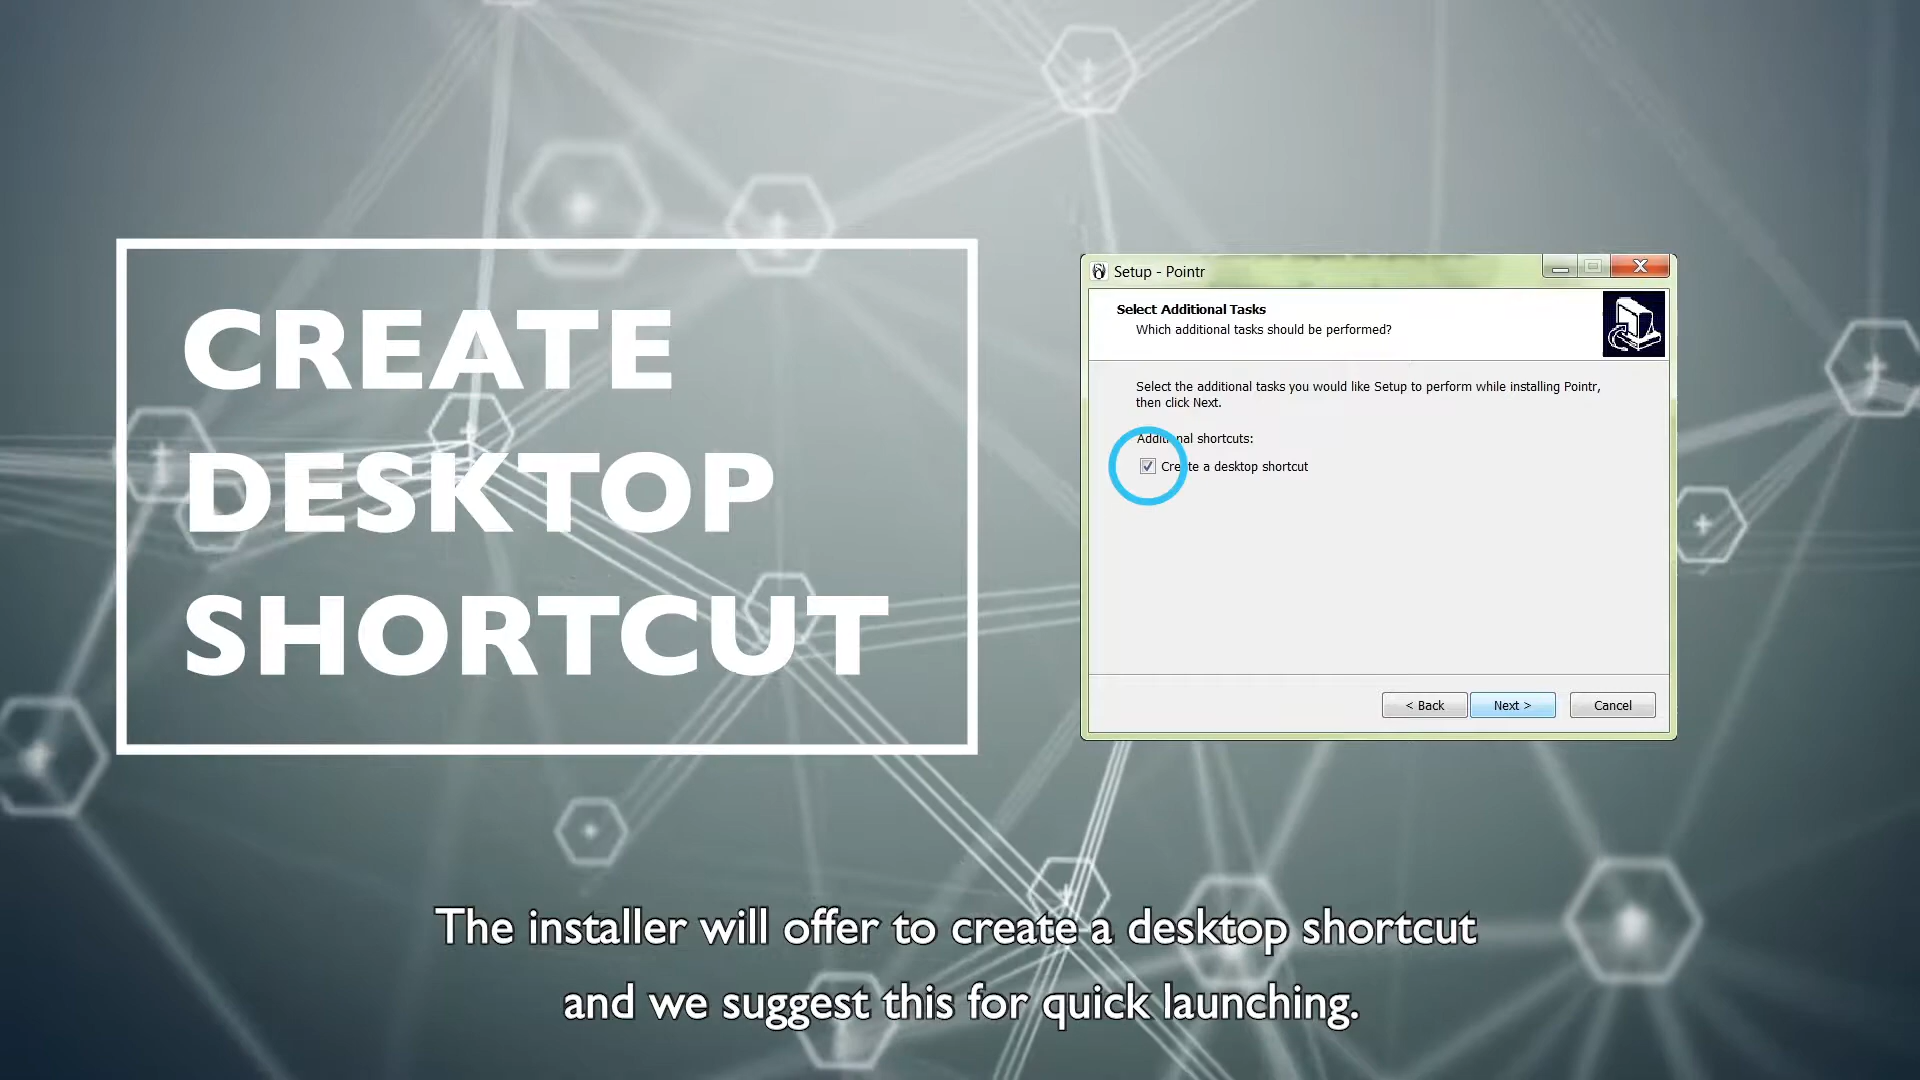 CREATE
DESKTOP
SHORTCUT
Setup - Pointr
Select Additional Tasks
Which additional tasks should be performed?
Select the additional tasks you would like Setup to perform while installing Pointr,
then click Next.
Additional shortcuts:
Create a desktop shortcut
< Back
Next >
Cancel
The installer will offer to create a desktop shortcut
and we suggest this for quick launching.